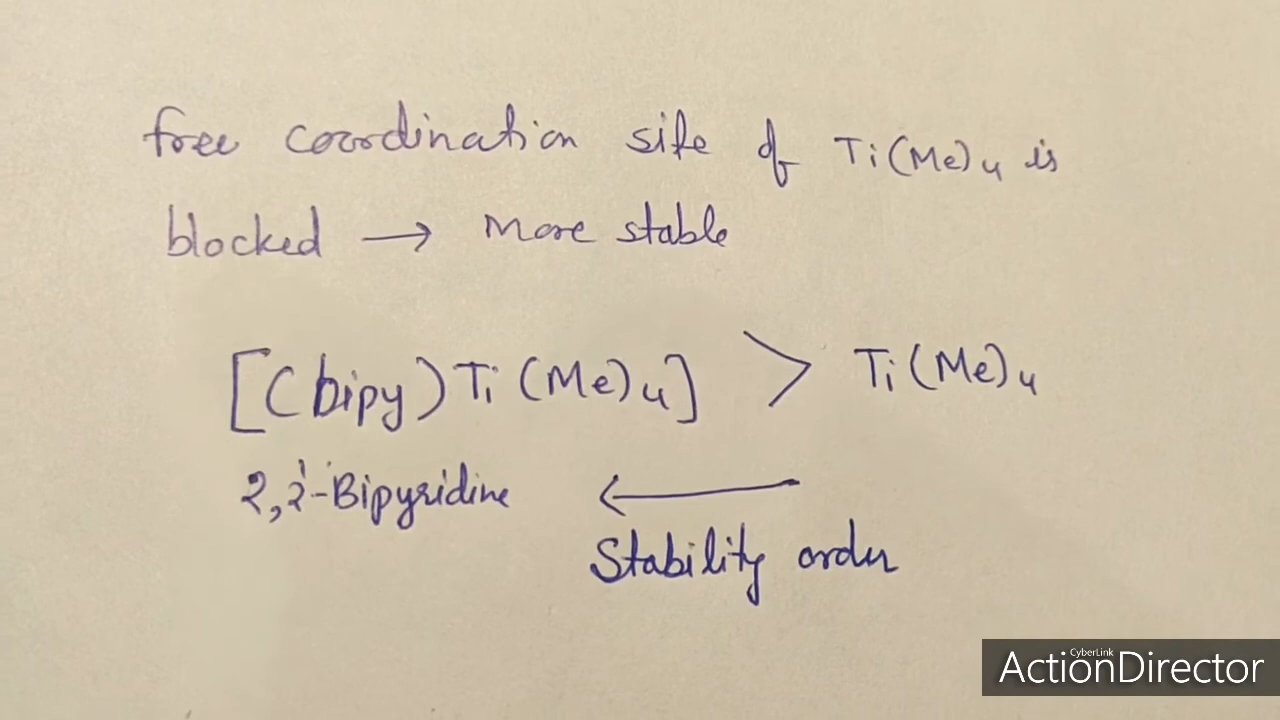 free coordination site of Ti(Me)4 is
blocked → More stable
[(bipy)Ti(Me)4] > Ti(Me)4
2,2'-Bipyridine ←
Stability order
CyberLink
ActionDirector